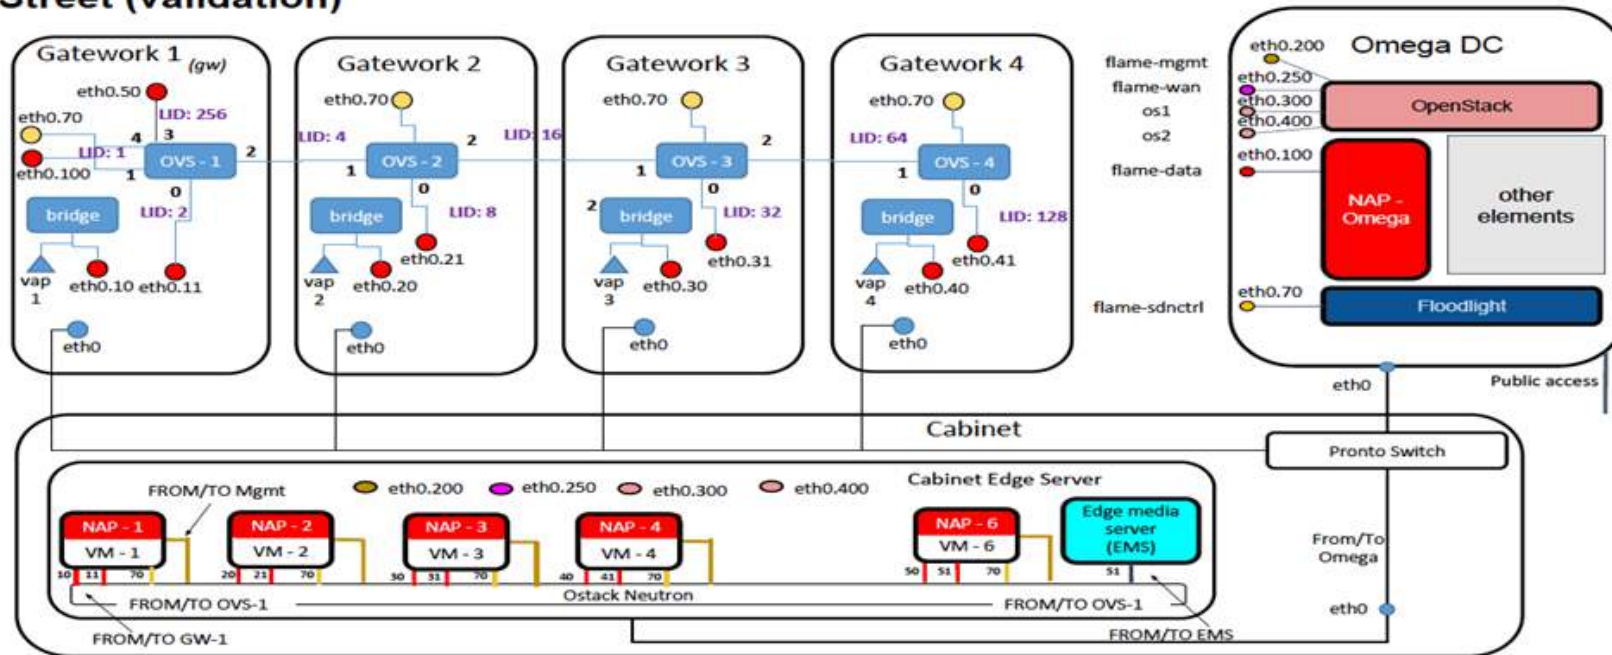 Street (validation)
Gatework 1 (gw)
eth0.50
eth0.70
LID: 256
4
3
LID: 1
OVS - 1
2
eth0.100
1
0
bridge
LID: 2
vap
1
eth0.10
eth0.11
eth0
Gatework 2
eth0.70
LID: 4
2
OVS - 2
1
0
bridge
LID: 8
eth0.21
vap
2
eth0.20
eth0
Gatework 3
eth0.70
LID: 16
2
OVS - 3
1
0
2
bridge
LID: 32
eth0.31
vap
3
eth0.30
eth0
Gatework 4
eth0.70
LID: 64
OVS - 4
1
0
bridge
LID: 128
eth0.41
vap
4
eth0.40
eth0
flame-mgmt
flame-wan
os1
os2
flame-data
flame-sdnctrl
Omega DC
eth0.200
eth0.250
eth0.300
eth0.400
OpenStack
eth0.100
NAP -
Omega
other
elements
eth0.70
Floodlight
eth0
Public access
Cabinet
Pronto Switch
Cabinet Edge Server
FROM/TO Mgmt
eth0.200
eth0.250
eth0.300
eth0.400
NAP - 1
VM - 1
10 11 70
NAP - 2
VM - 2
20 21 70
NAP - 3
VM - 3
30 31 70
NAP - 4
VM - 4
40 41 70
NAP - 6
VM - 6
50 51 70
Edge media
server
(EMS)
51
Ostack Neutron
FROM/TO OVS-1
FROM/TO OVS-1
FROM/TO GW-1
FROM/TO EMS
From/To
Omega
eth0